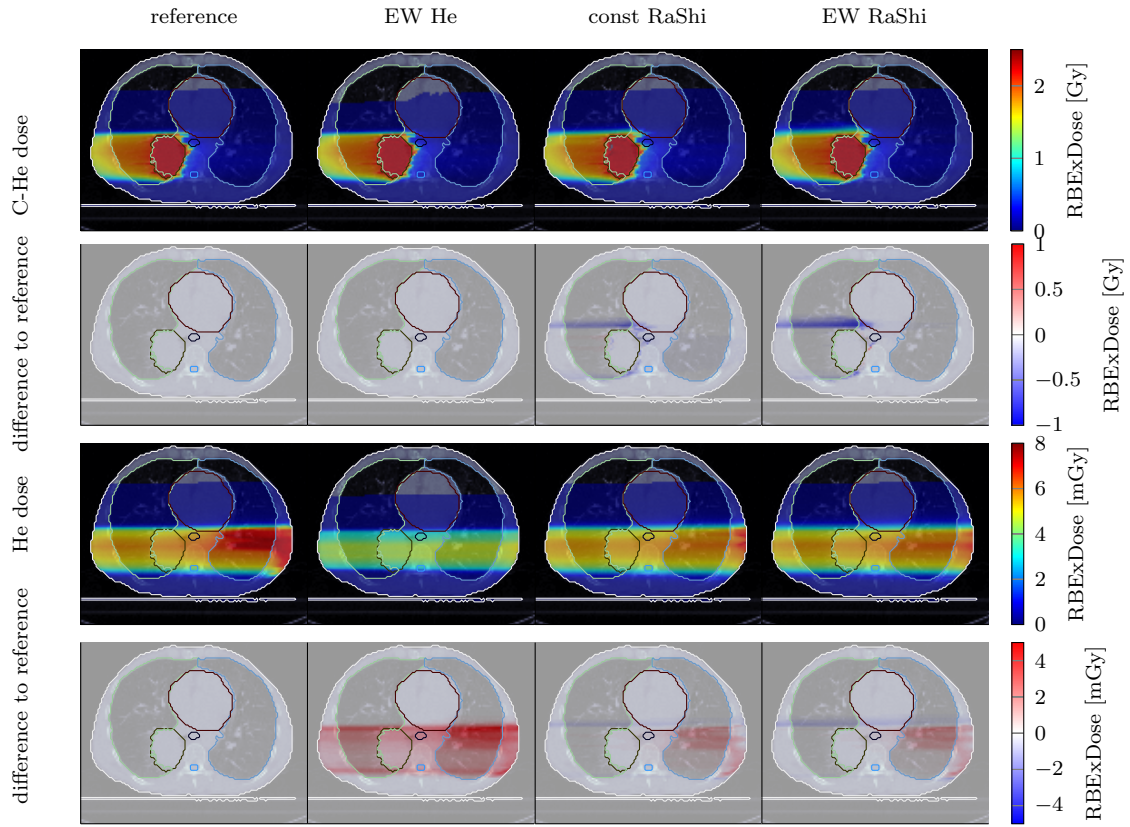 reference EW He const RaShi EW RaShi
C-He dose
2
1
0
RBExDose [Gy]
difference to reference
1
0.5
0
−0.5
−1
RBExDose [Gy]
He dose
8
6
4
2
0
RBExDose [mGy]
difference to reference
4
2
0
−2
−4
RBExDose [mGy]